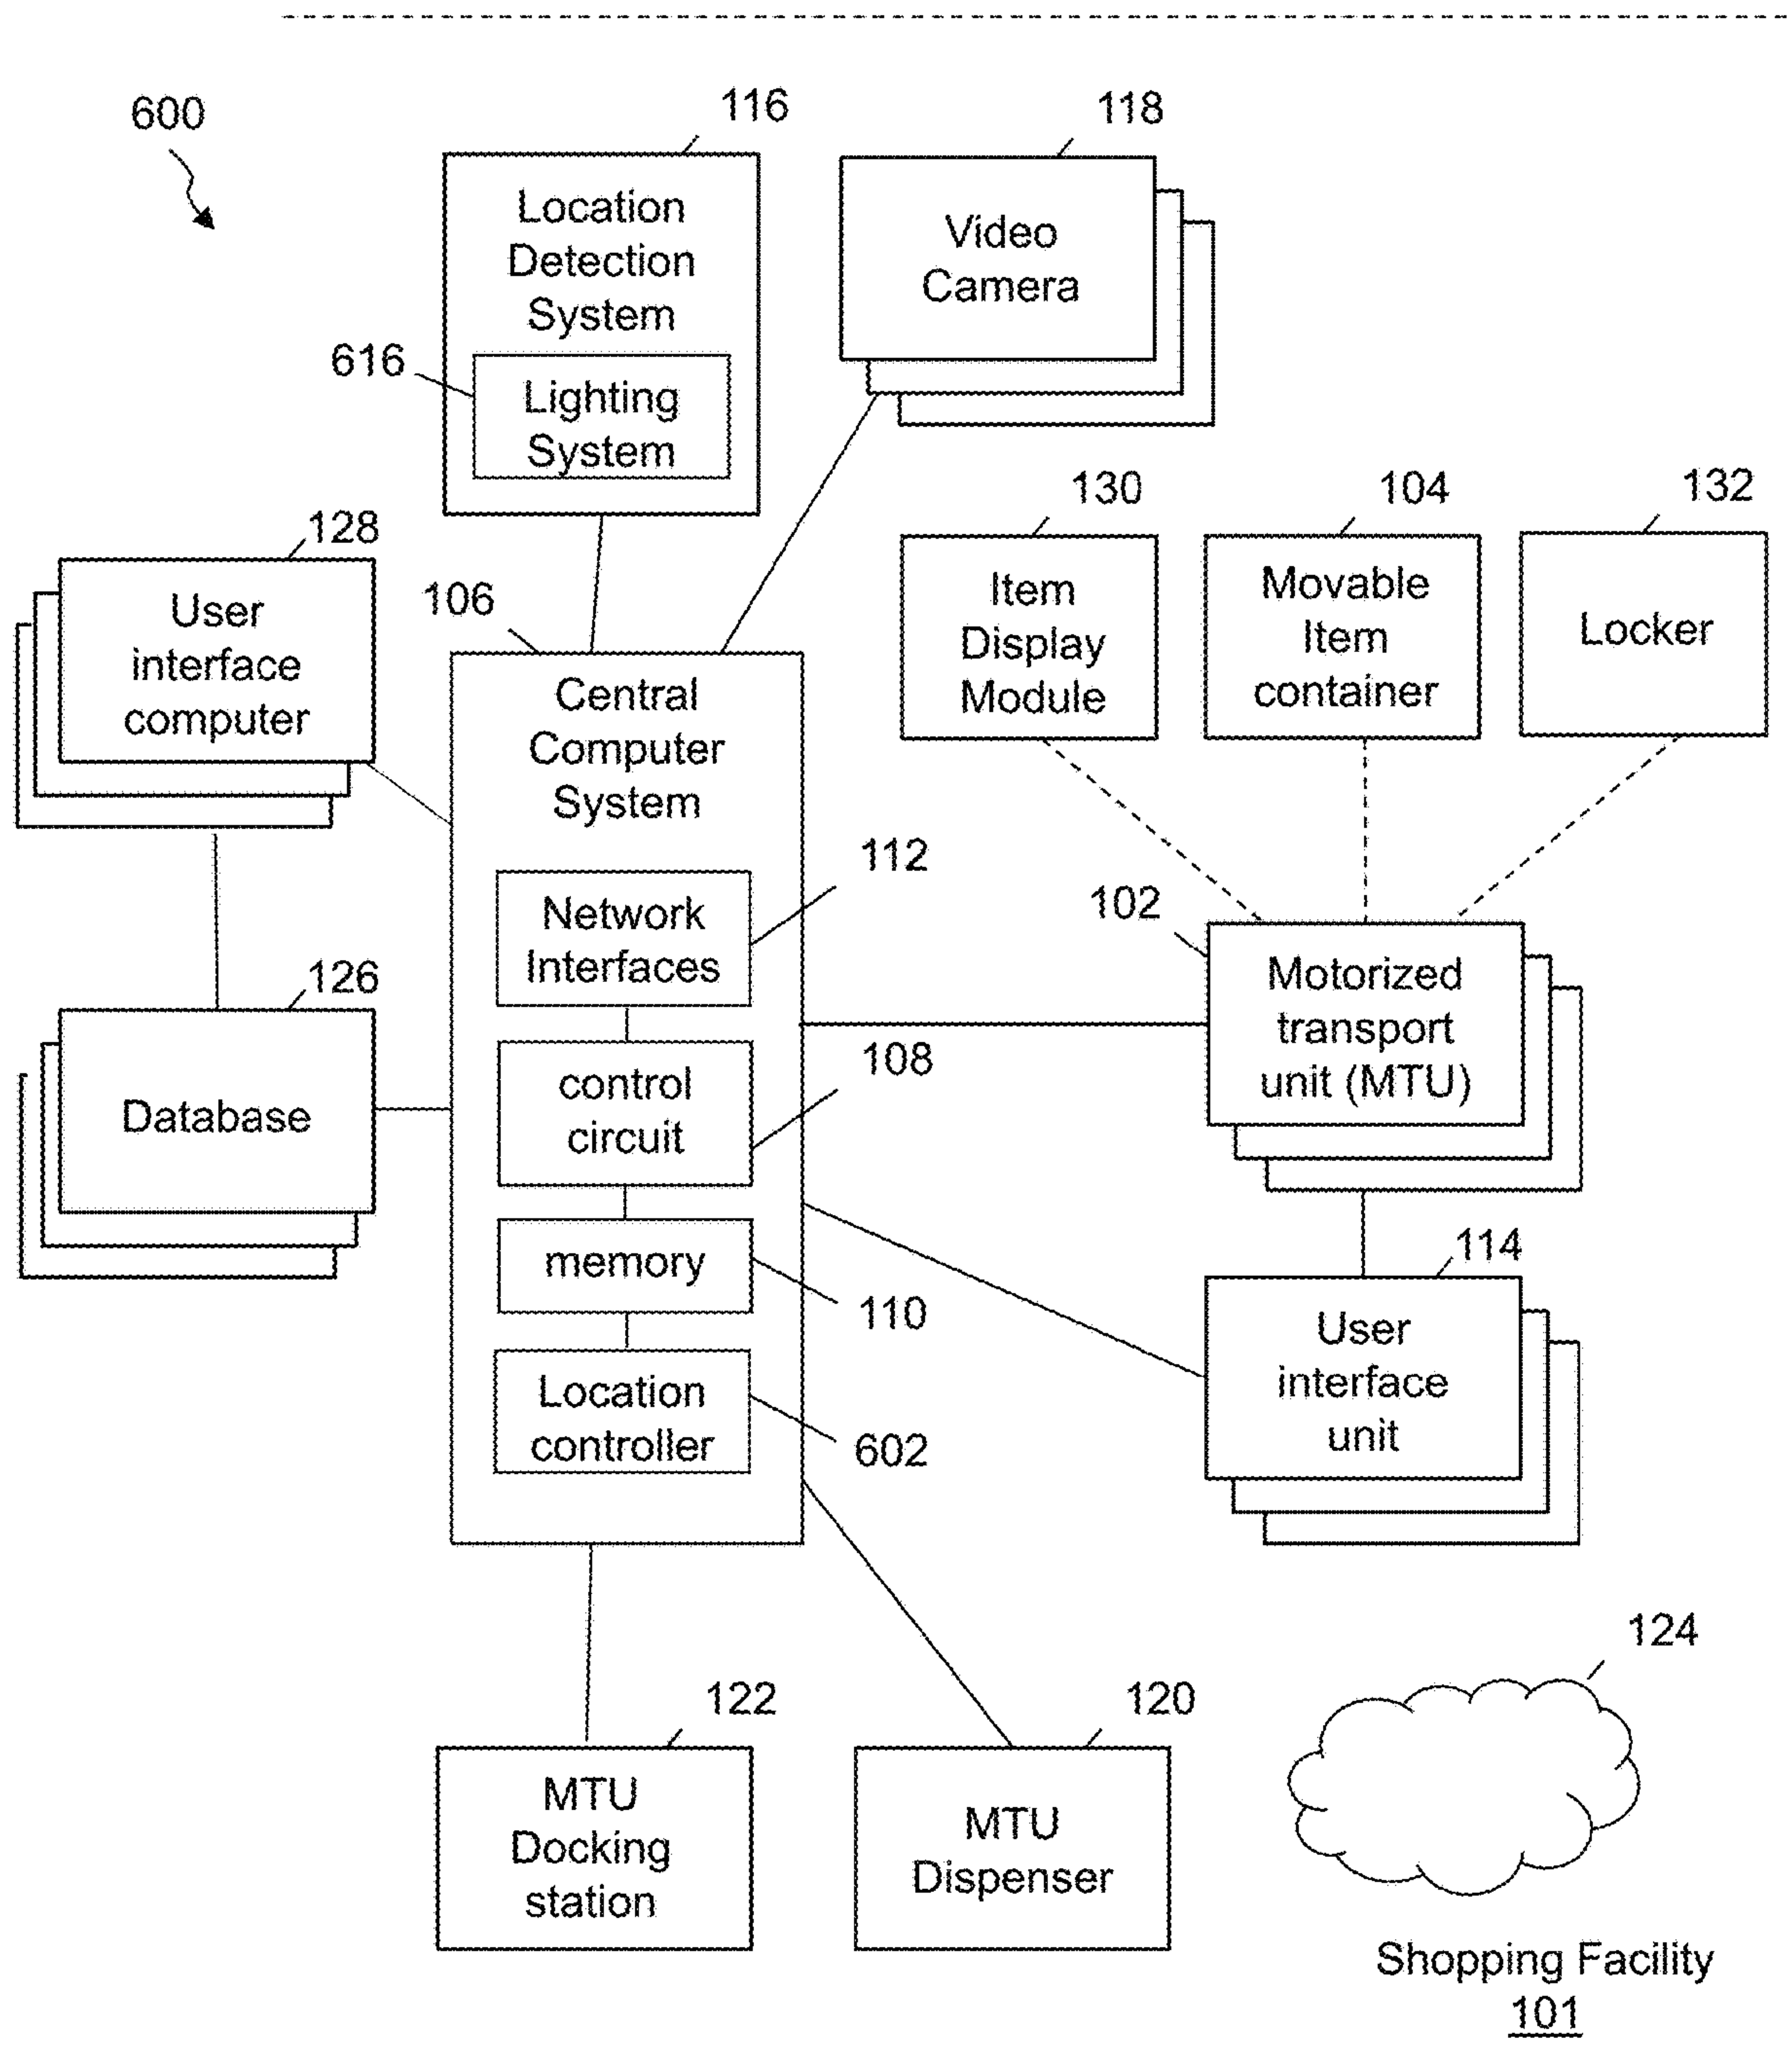 600
116
118
Location
Detection
System
616
Lighting
System
Video
Camera
130
104
132
Item
Display
Module
Movable
Item
container
Locker
128
User
interface
computer
106
Central
Computer
System
112
Network
Interfaces
102
Motorized
transport
unit (MTU)
126
Database
108
control
circuit
memory
110
114
User
interface
unit
Location
controller
602
124
122
120
MTU
Docking
station
MTU
Dispenser
Shopping Facility
101